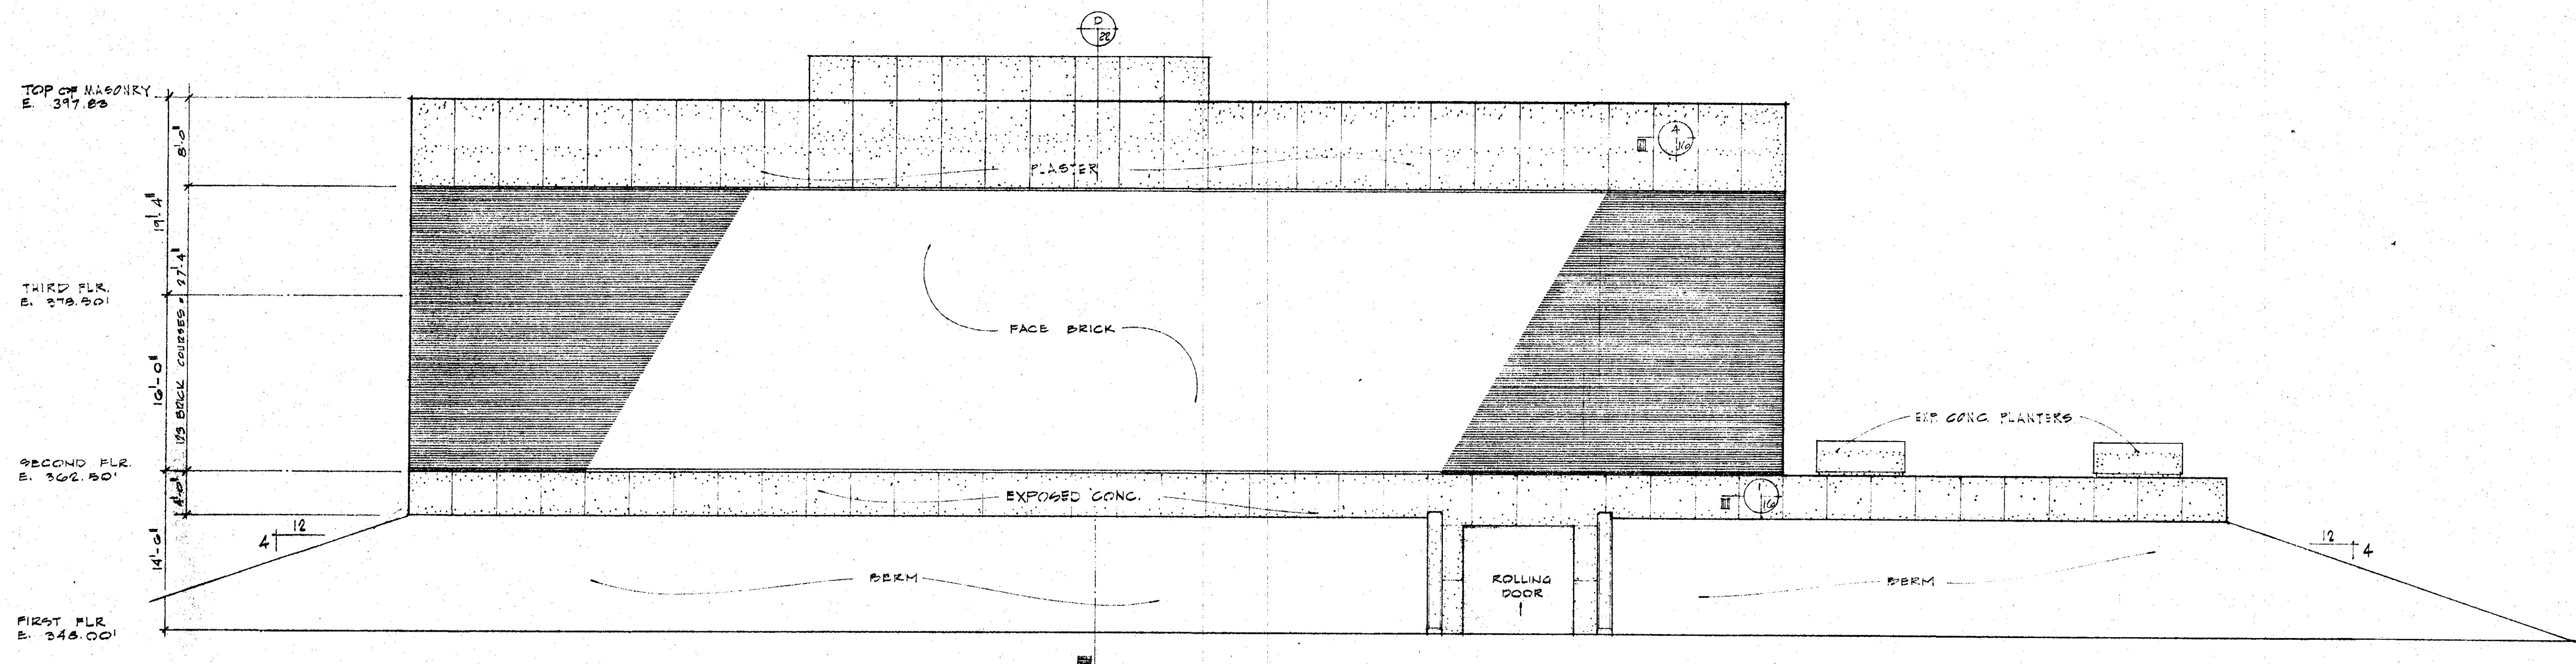 D
22
TOP OF MASONRY
E. 397.83
8'-0"
4
16
PLASTER
19'-4"
THIRD FLR.
E. 378.50'
123 BRICK COURSES = 27'-4"
FACE BRICK
16'-0"
EXP. CONC. PLANTERS
SECOND FLR.
E. 362.50'
4'-0"
EXPOSED CONC.
1
16
12
4
14'-6"
12
4
BERM
ROLLING
DOOR
BERM
FIRST FLR
E. 348.00'